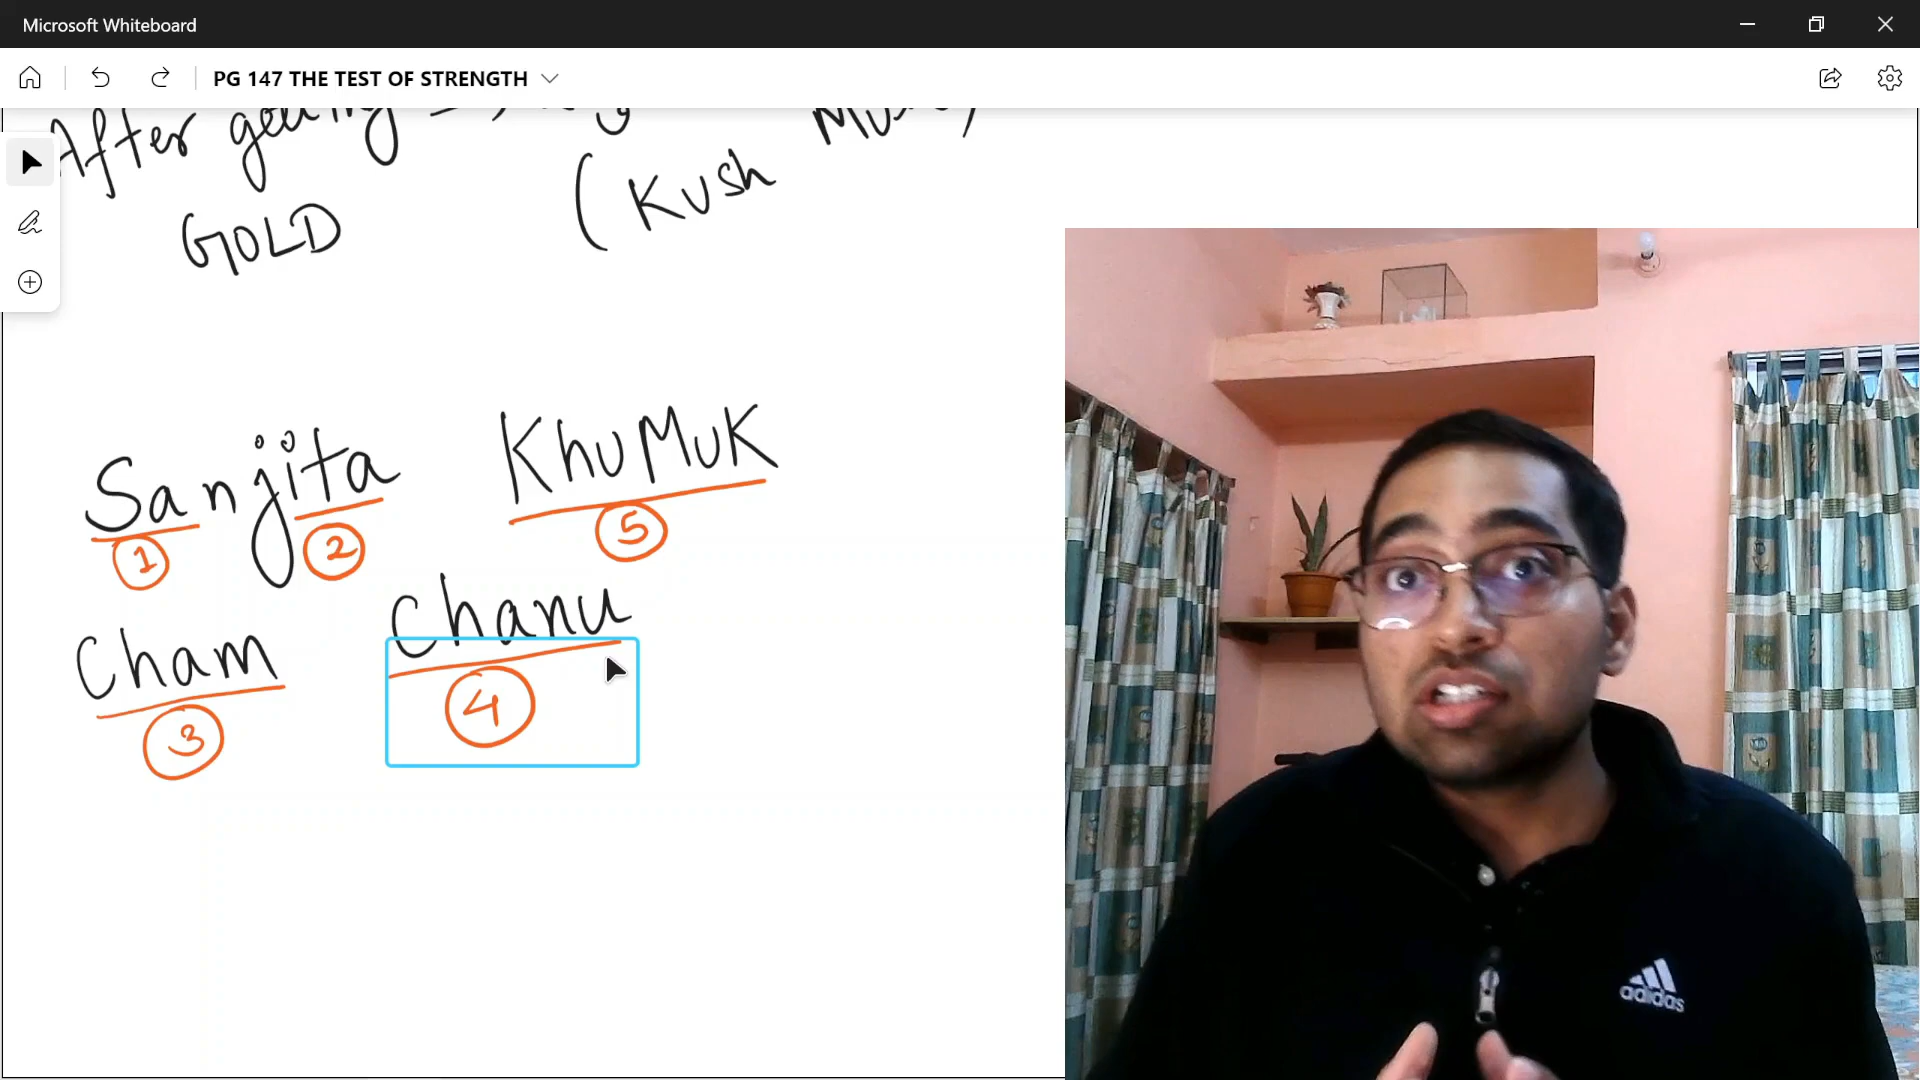 Microsoft Whiteboard
PG 147 THE TEST OF STRENGTH
After getting
GOLD
(Kush
Sanjita KhuMuK
1 2 5
Cham Chanu
3 4
adidas